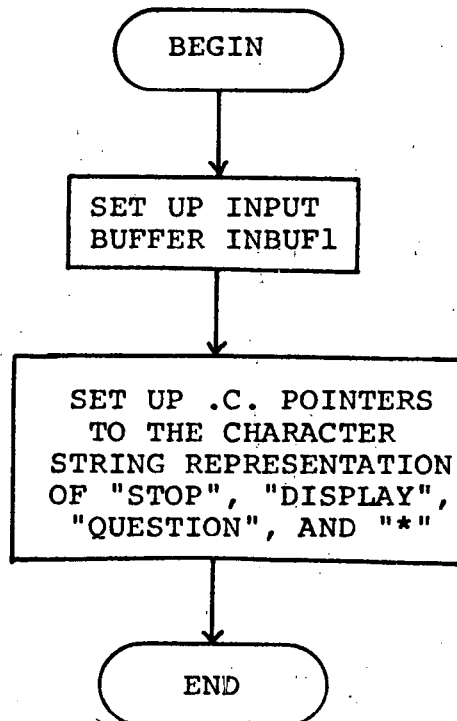 BEGIN
SET UP INPUT
BUFFER INBUF1
SET UP .C. POINTERS
TO THE CHARACTER
STRING REPRESENTATION
OF "STOP", "DISPLAY",
"QUESTION", AND "*"
END